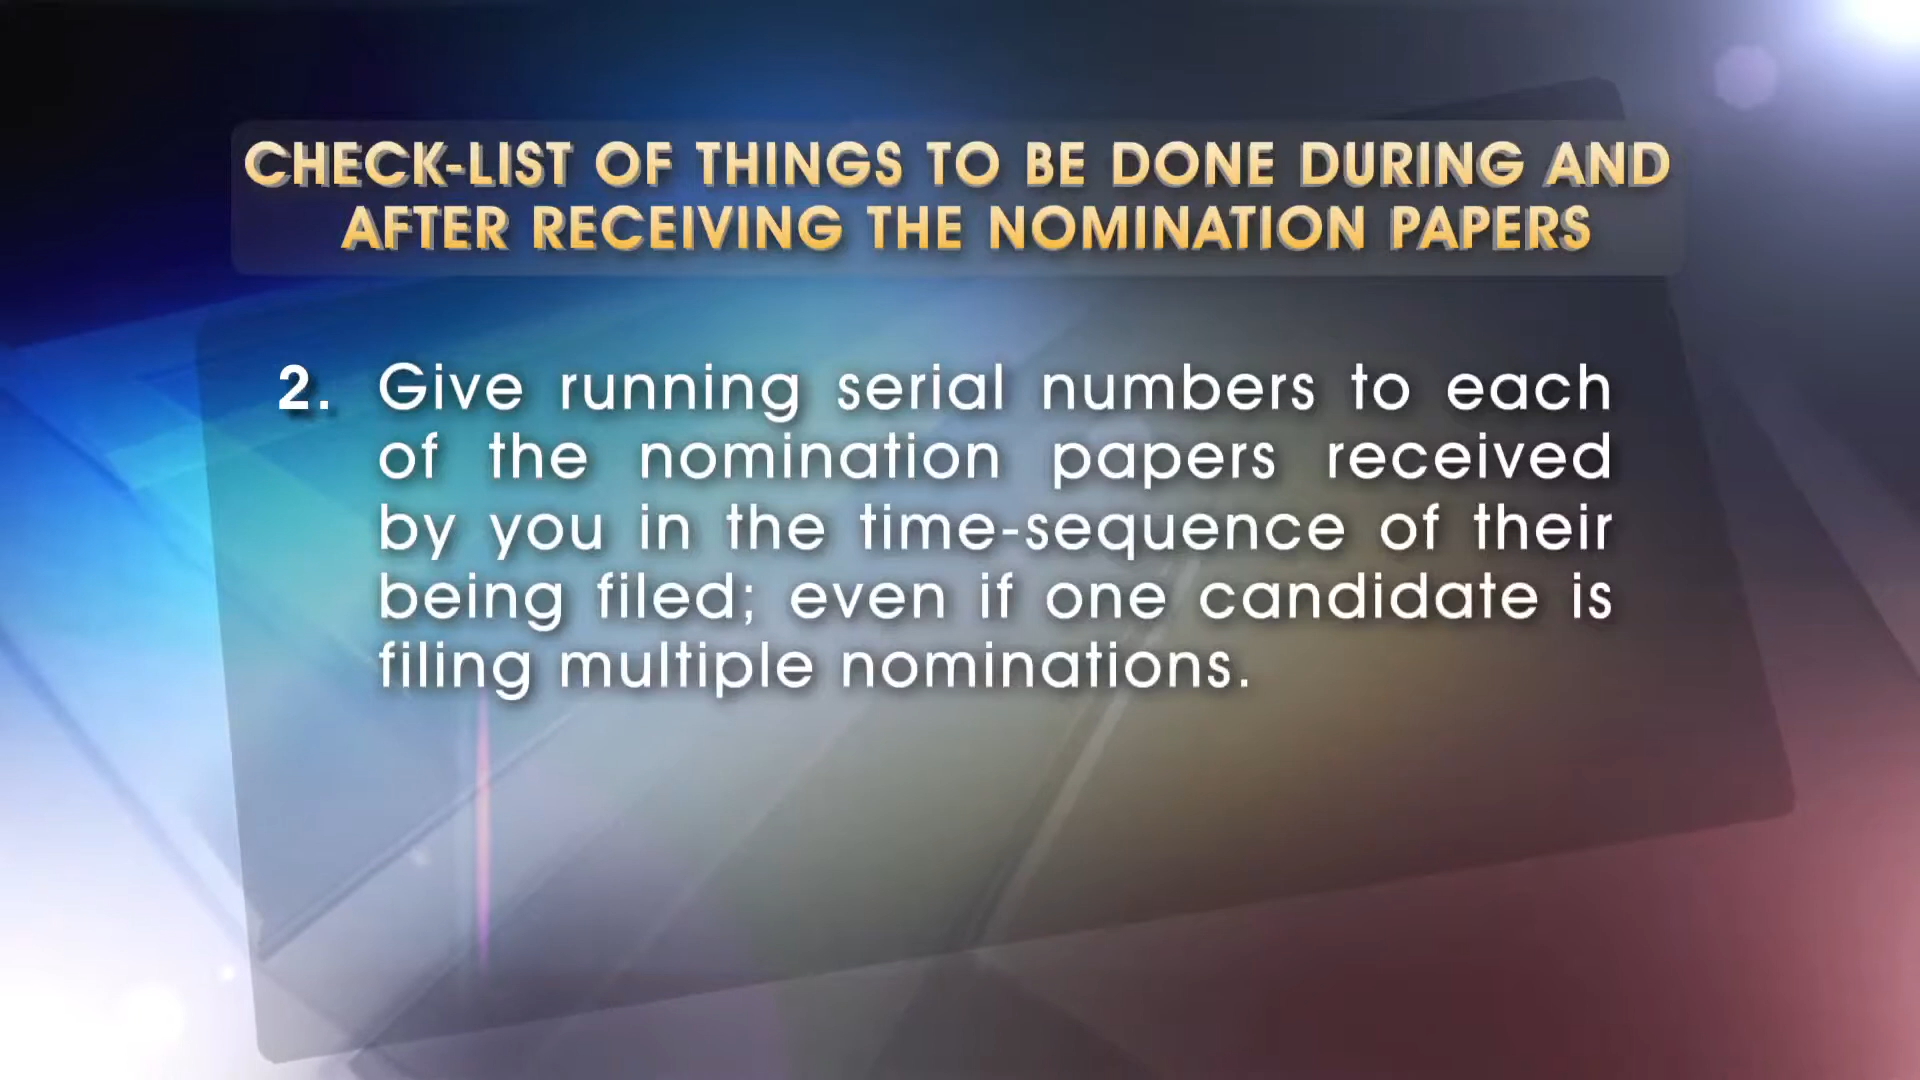 CHECK-LIST OF THINGS TO BE DONE DURING AND
AFTER RECEIVING THE NOMINATION PAPERS
2. Give running serial numbers to each
of the nomination papers received
by you in the time-sequence of their
being filed; even if one candidate is
filing multiple nominations.